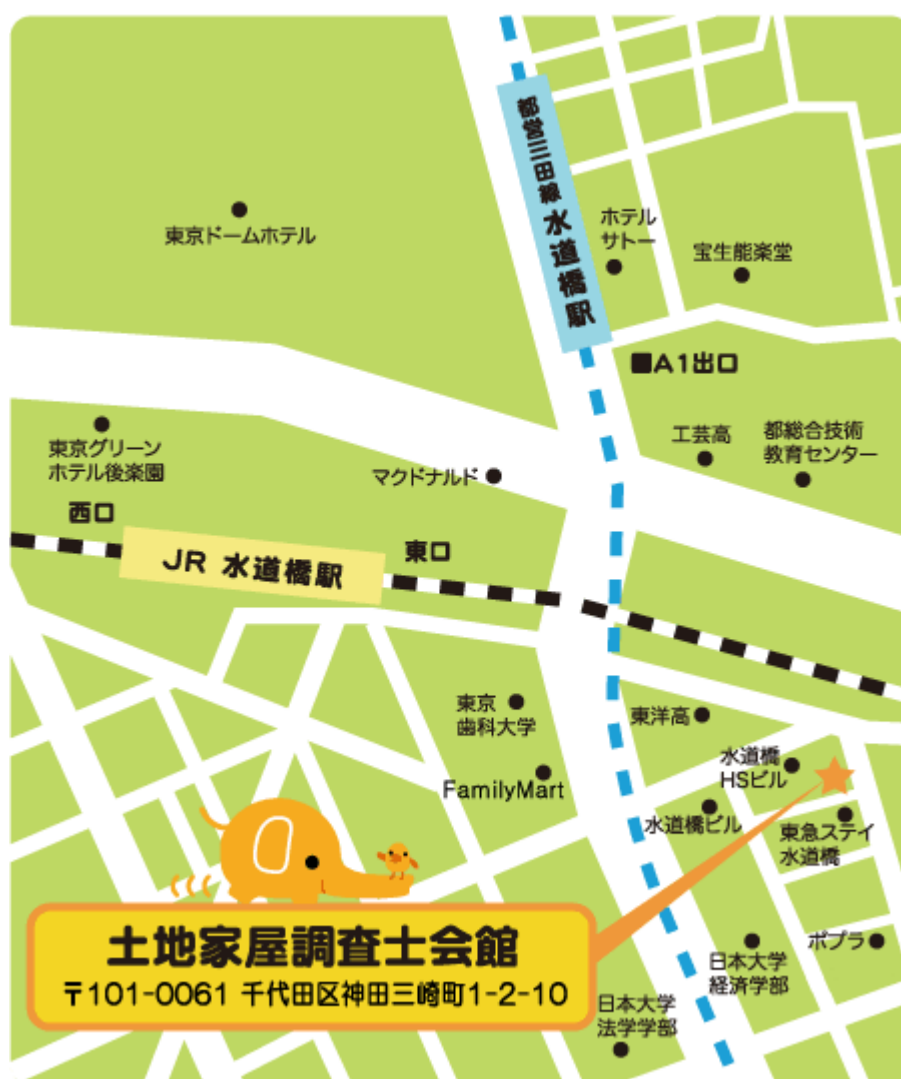 都営三田線 水道橋駅
東京ドームホテル
ホテル
サトー
宝生能楽堂
■A1出口
東京グリーン
ホテル後楽園
マクドナルド
工芸高
都総合技術
教育センター
西口
JR 水道橋駅
東口
東京
歯科大学
FamilyMart
東洋高
水道橋
HSビル
水道橋ビル
東急ステイ
水道橋
土地家屋調査士会館
〒101-0061 千代田区神田三崎町1-2-10
日本大学
経済学部
ポプラ
日本大学
法学学部